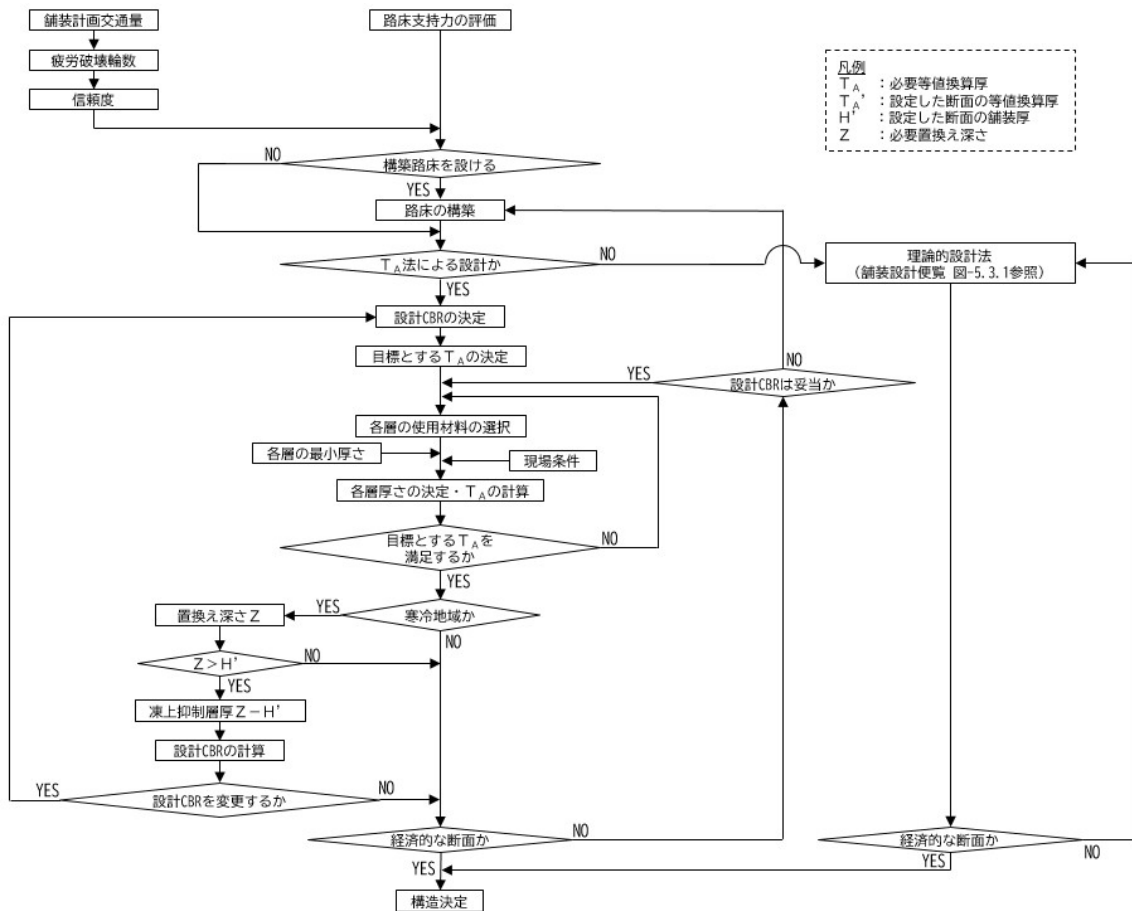 舗装計画交通量
路床支持力の評価
疲労破壊輪数
信頼度
凡例
TA ：必要等値換算厚
TA' ：設定した断面の等値換算厚
H' ：設定した断面の舗装厚
Z ：必要置換え深さ
NO
構築路床を設ける
YES
路床の構築
TA法による設計か
NO
YES
理論的設計法
(舗装設計便覧 図-5.3.1参照)
設計CBRの決定
目標とするTAの決定
NO
YES
設計CBRは妥当か
各層の使用材料の選択
各層の最小厚さ
現場条件
各層厚さの決定・TAの計算
目標とするTAを
満足するか
NO
YES
置換え深さZ
YES
寒冷地域か
NO
Z＞H'
NO
YES
凍上抑制層厚Z－H'
設計CBRの計算
YES
設計CBRを変更するか
NO
経済的な断面か
NO
YES
経済的な断面か
NO
YES
構造決定